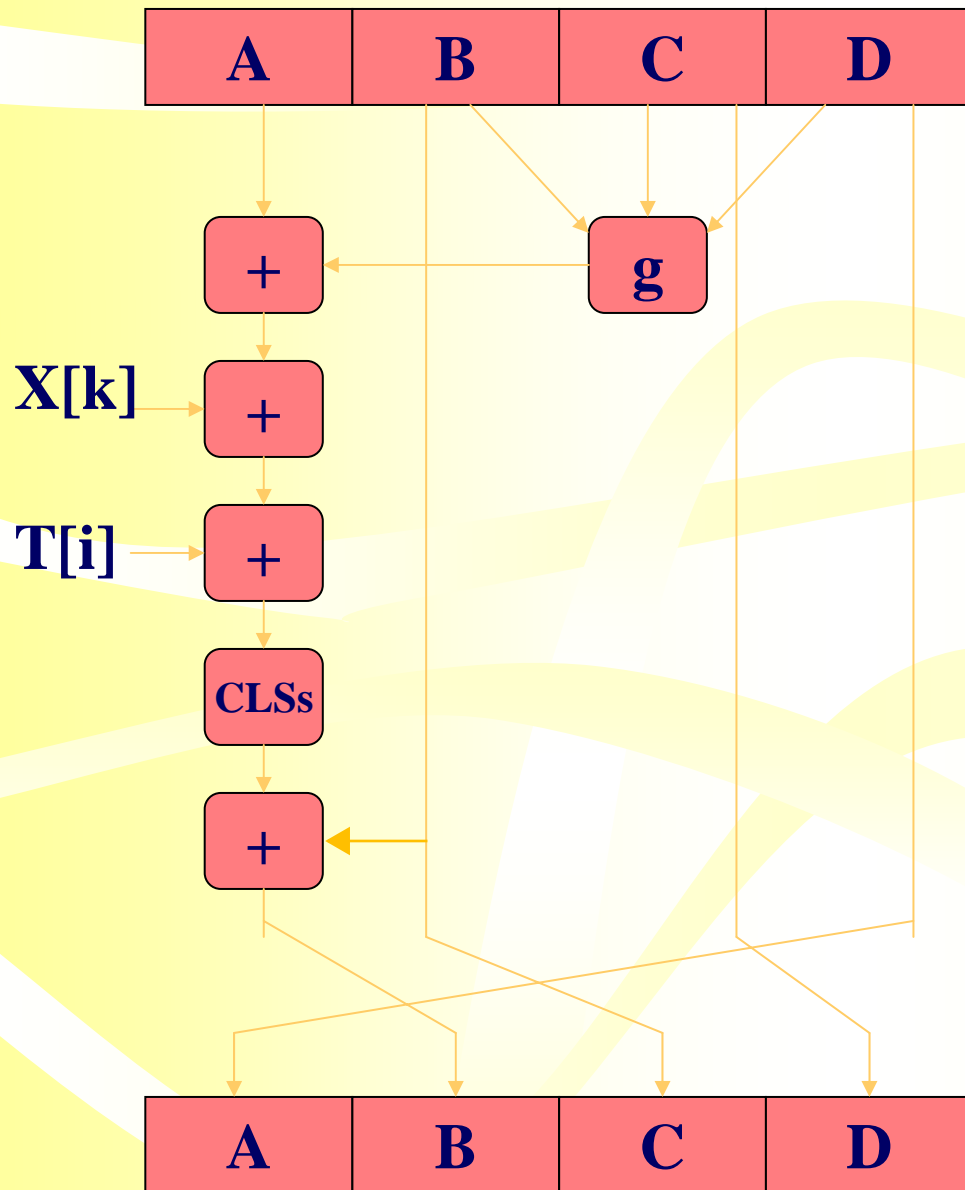 A B C D
+ g
X[k] +
T[i] +
CLSs
+
A B C D